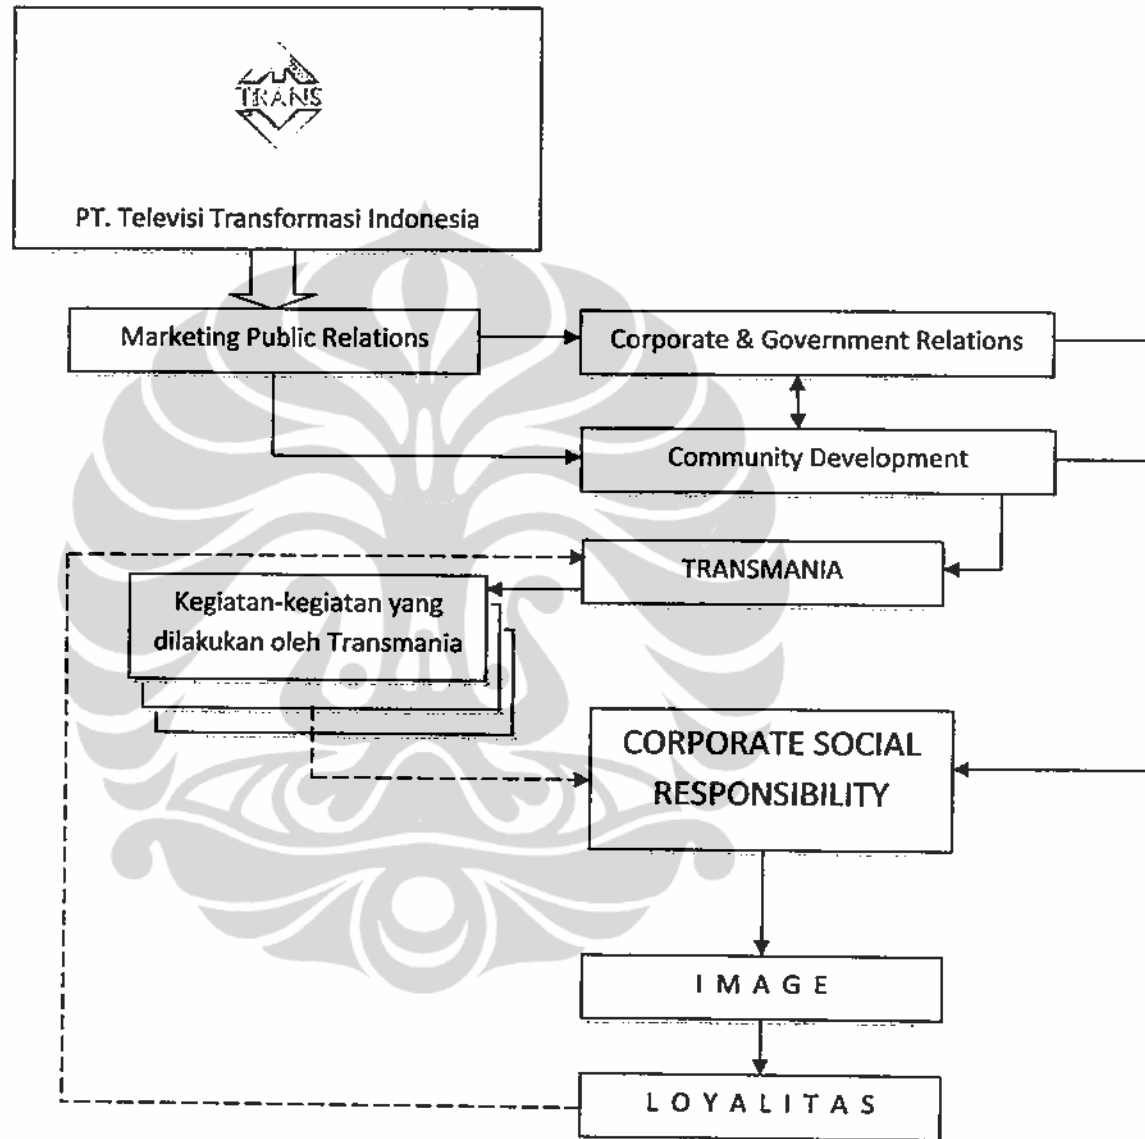 TRANS
PT. Televisi Transformasi Indonesia
Marketing Public Relations
Corporate & Government Relations
Community Development
TRANSMANIA
Kegiatan-kegiatan yang
dilakukan oleh Transmania
CORPORATE SOCIAL
RESPONSIBILITY
I M A G E
L O Y A L I T A S